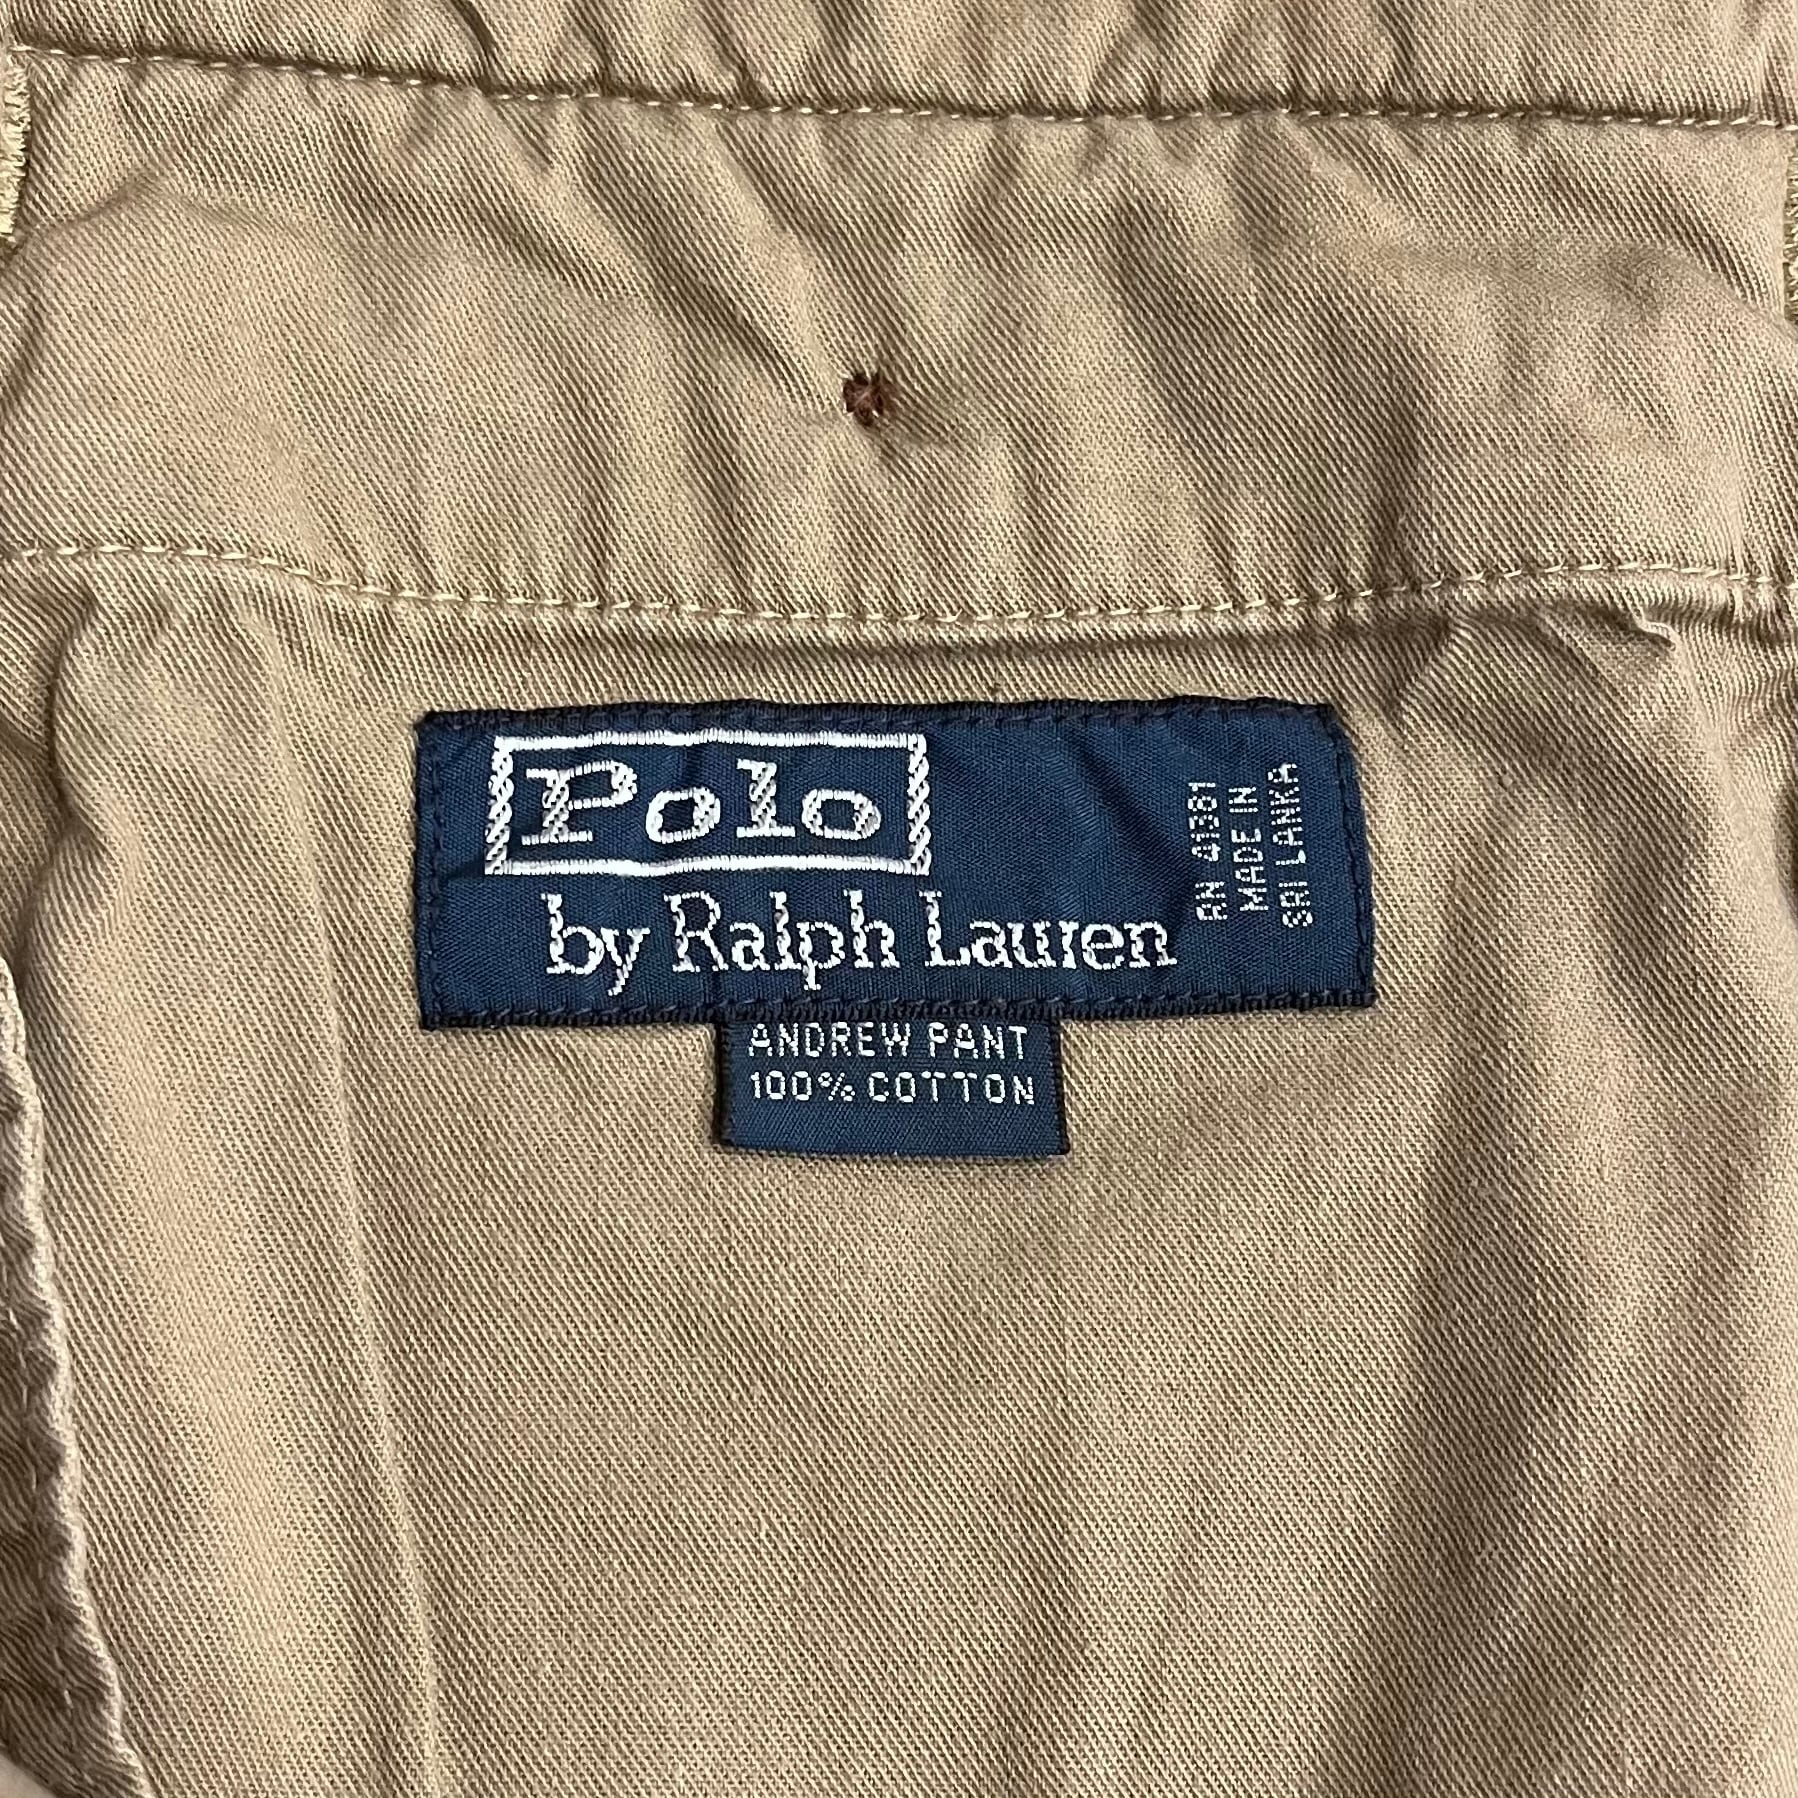 Polo
by Ralph Lauren
RN 41381
MADE IN
SRI LANKA
ANDREW PANT
100% COTTON